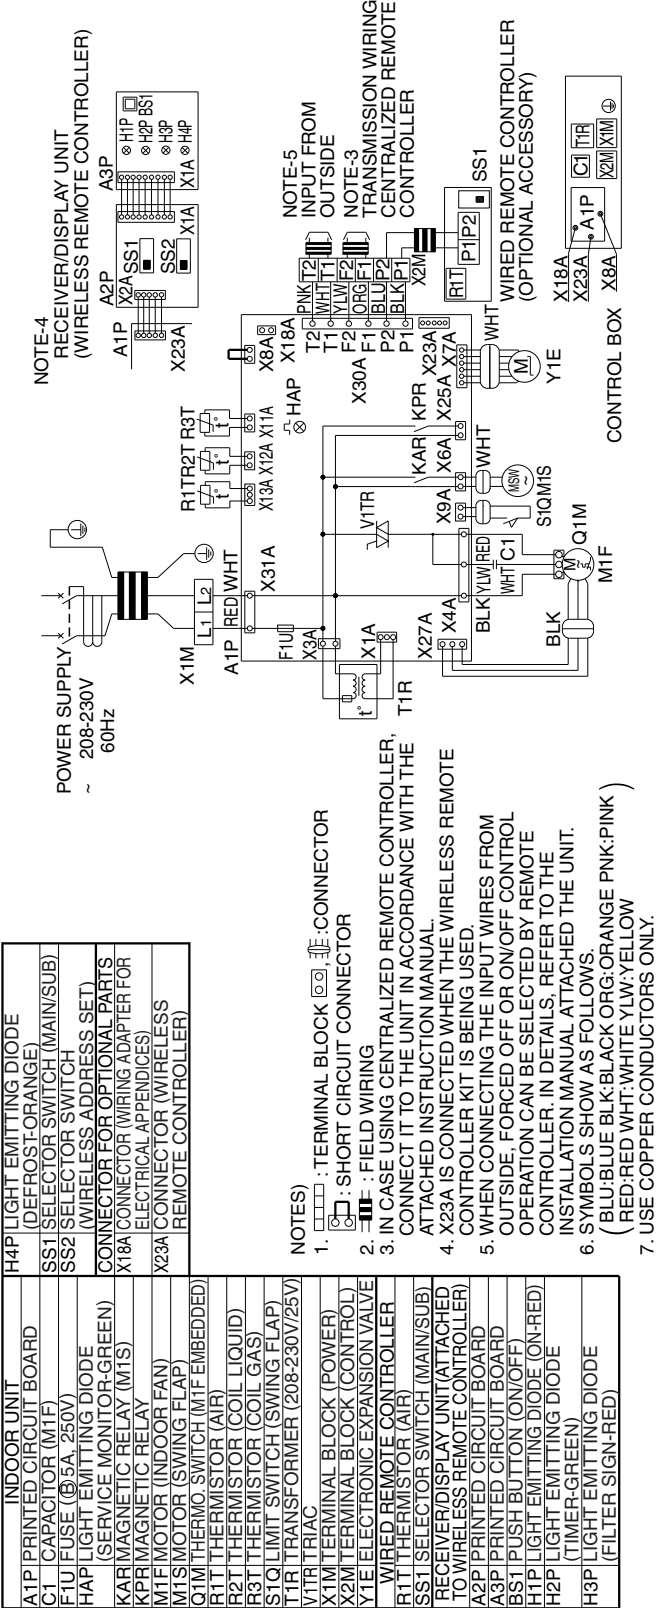 INDOOR UNIT
A1P PRINTED CIRCUIT BOARD
C1 CAPACITOR (M1F)
F1U FUSE (Ⓑ 5A, 250V)
HAP LIGHT EMITTING DIODE
(SERVICE MONITOR-GREEN)
KAR MAGNETIC RELAY (M1S)
KPR MAGNETIC RELAY
M1F MOTOR (INDOOR FAN)
M1S MOTOR (SWING FLAP)
Q1M THERMO. SWITCH (M1F EMBEDDED)
R1T THERMISTOR (AIR)
R2T THERMISTOR (COIL LIQUID)
R3T THERMISTOR (COIL GAS)
S1Q LIMIT SWITCH (SWING FLAP)
T1R TRANSFORMER (208-230V/25V)
V1TR TRIAC
X1M TERMINAL BLOCK (POWER)
X2M TERMINAL BLOCK (CONTROL)
Y1E ELECTRONIC EXPANSION VALVE
WIRED REMOTE CONTROLLER
R1T THERMISTOR (AIR)
SS1 SELECTOR SWITCH (MAIN/SUB)
RECEIVER/DISPLAY UNIT(ATTACHED
TO WIRELESS REMOTE CONTROLLER)
A2P PRINTED CIRCUIT BOARD
A3P PRINTED CIRCUIT BOARD
BS1 PUSH BUTTON (ON/OFF)
H1P LIGHT EMITTING DIODE (ON-RED)
H2P LIGHT EMITTING DIODE
(TIMER-GREEN)
H3P LIGHT EMITTING DIODE
(FILTER SIGN-RED)
H4P LIGHT EMITTING DIODE
(DEFROST-ORANGE)
SS1 SELECTOR SWITCH (MAIN/SUB)
SS2 SELECTOR SWITCH
(WIRELESS ADDRESS SET)
CONNECTOR FOR OPTIONAL PARTS
X18A CONNECTOR (WIRING ADAPTER FOR
ELECTRICAL APPENDICES)
X23A CONNECTOR (WIRELESS
REMOTE CONTROLLER)
NOTES)
1. : TERMINAL BLOCK , :CONNECTOR
: SHORT CIRCUIT CONNECTOR
2. : FIELD WIRING
3. IN CASE USING CENTRALIZED REMOTE CONTROLLER,
CONNECT IT TO THE UNIT IN ACCORDANCE WITH THE
ATTACHED INSTRUCTION MANUAL.
4. X23A IS CONNECTED WHEN THE WIRELESS REMOTE
CONTROLLER KIT IS BEING USED.
5. WHEN CONNECTING THE INPUT WIRES FROM
OUTSIDE, FORCED OFF OR ON/OFF CONTROL
OPERATION CAN BE SELECTED BY REMOTE
CONTROLLER. IN DETAILS, REFER TO THE
INSTALLATION MANUAL ATTACHED THE UNIT.
6. SYMBOLS SHOW AS FOLLOWS.
(BLU:BLUE BLK:BLACK ORG:ORANGE PNK:PINK
RED:RED WHT:WHITE YLW:YELLOW)
7. USE COPPER CONDUCTORS ONLY.
POWER SUPPLY
~ 208-230V
60Hz
X1M
L1 L2
A1P
RED
WHT
X31A
F1U
X3A
X1A
t°
T1R
R1T R2T R3T
t° t° t°
X13A X12A X11A
HAP
X8A
X18A
V1TR
KAR
KPR
X27A
X4A
X9A
X6A
X25A
X7A
X23A
X30A
BLK
YLW
RED
WHT
C1
BLK
M
~
M1F
Q1M
S1Q
MSW
~
M1S
WHT
WHT
M
Y1E
T2 T1 F2 F1 P2 P1
PNK WHT YLW ORG BLU BLK
T2 T1 F2 F1 P2 P1
X2M
NOTE-5
INPUT FROM
OUTSIDE
NOTE-3
TRANSMISSION WIRING
CENTRALIZED REMOTE
CONTROLLER
R1T
P1 P2
SS1
WIRED REMOTE CONTROLLER
(OPTIONAL ACCESSORY)
NOTE-4
RECEIVER/DISPLAY UNIT
(WIRELESS REMOTE CONTROLLER)
A1P
X23A
A2P
X2A
SS1
SS2
X1A
A3P
X1A
H1P
H2P BS1
H3P
H4P
CONTROL BOX
X18A
X23A
X8A
A1P
C1 T1R
X2M X1M